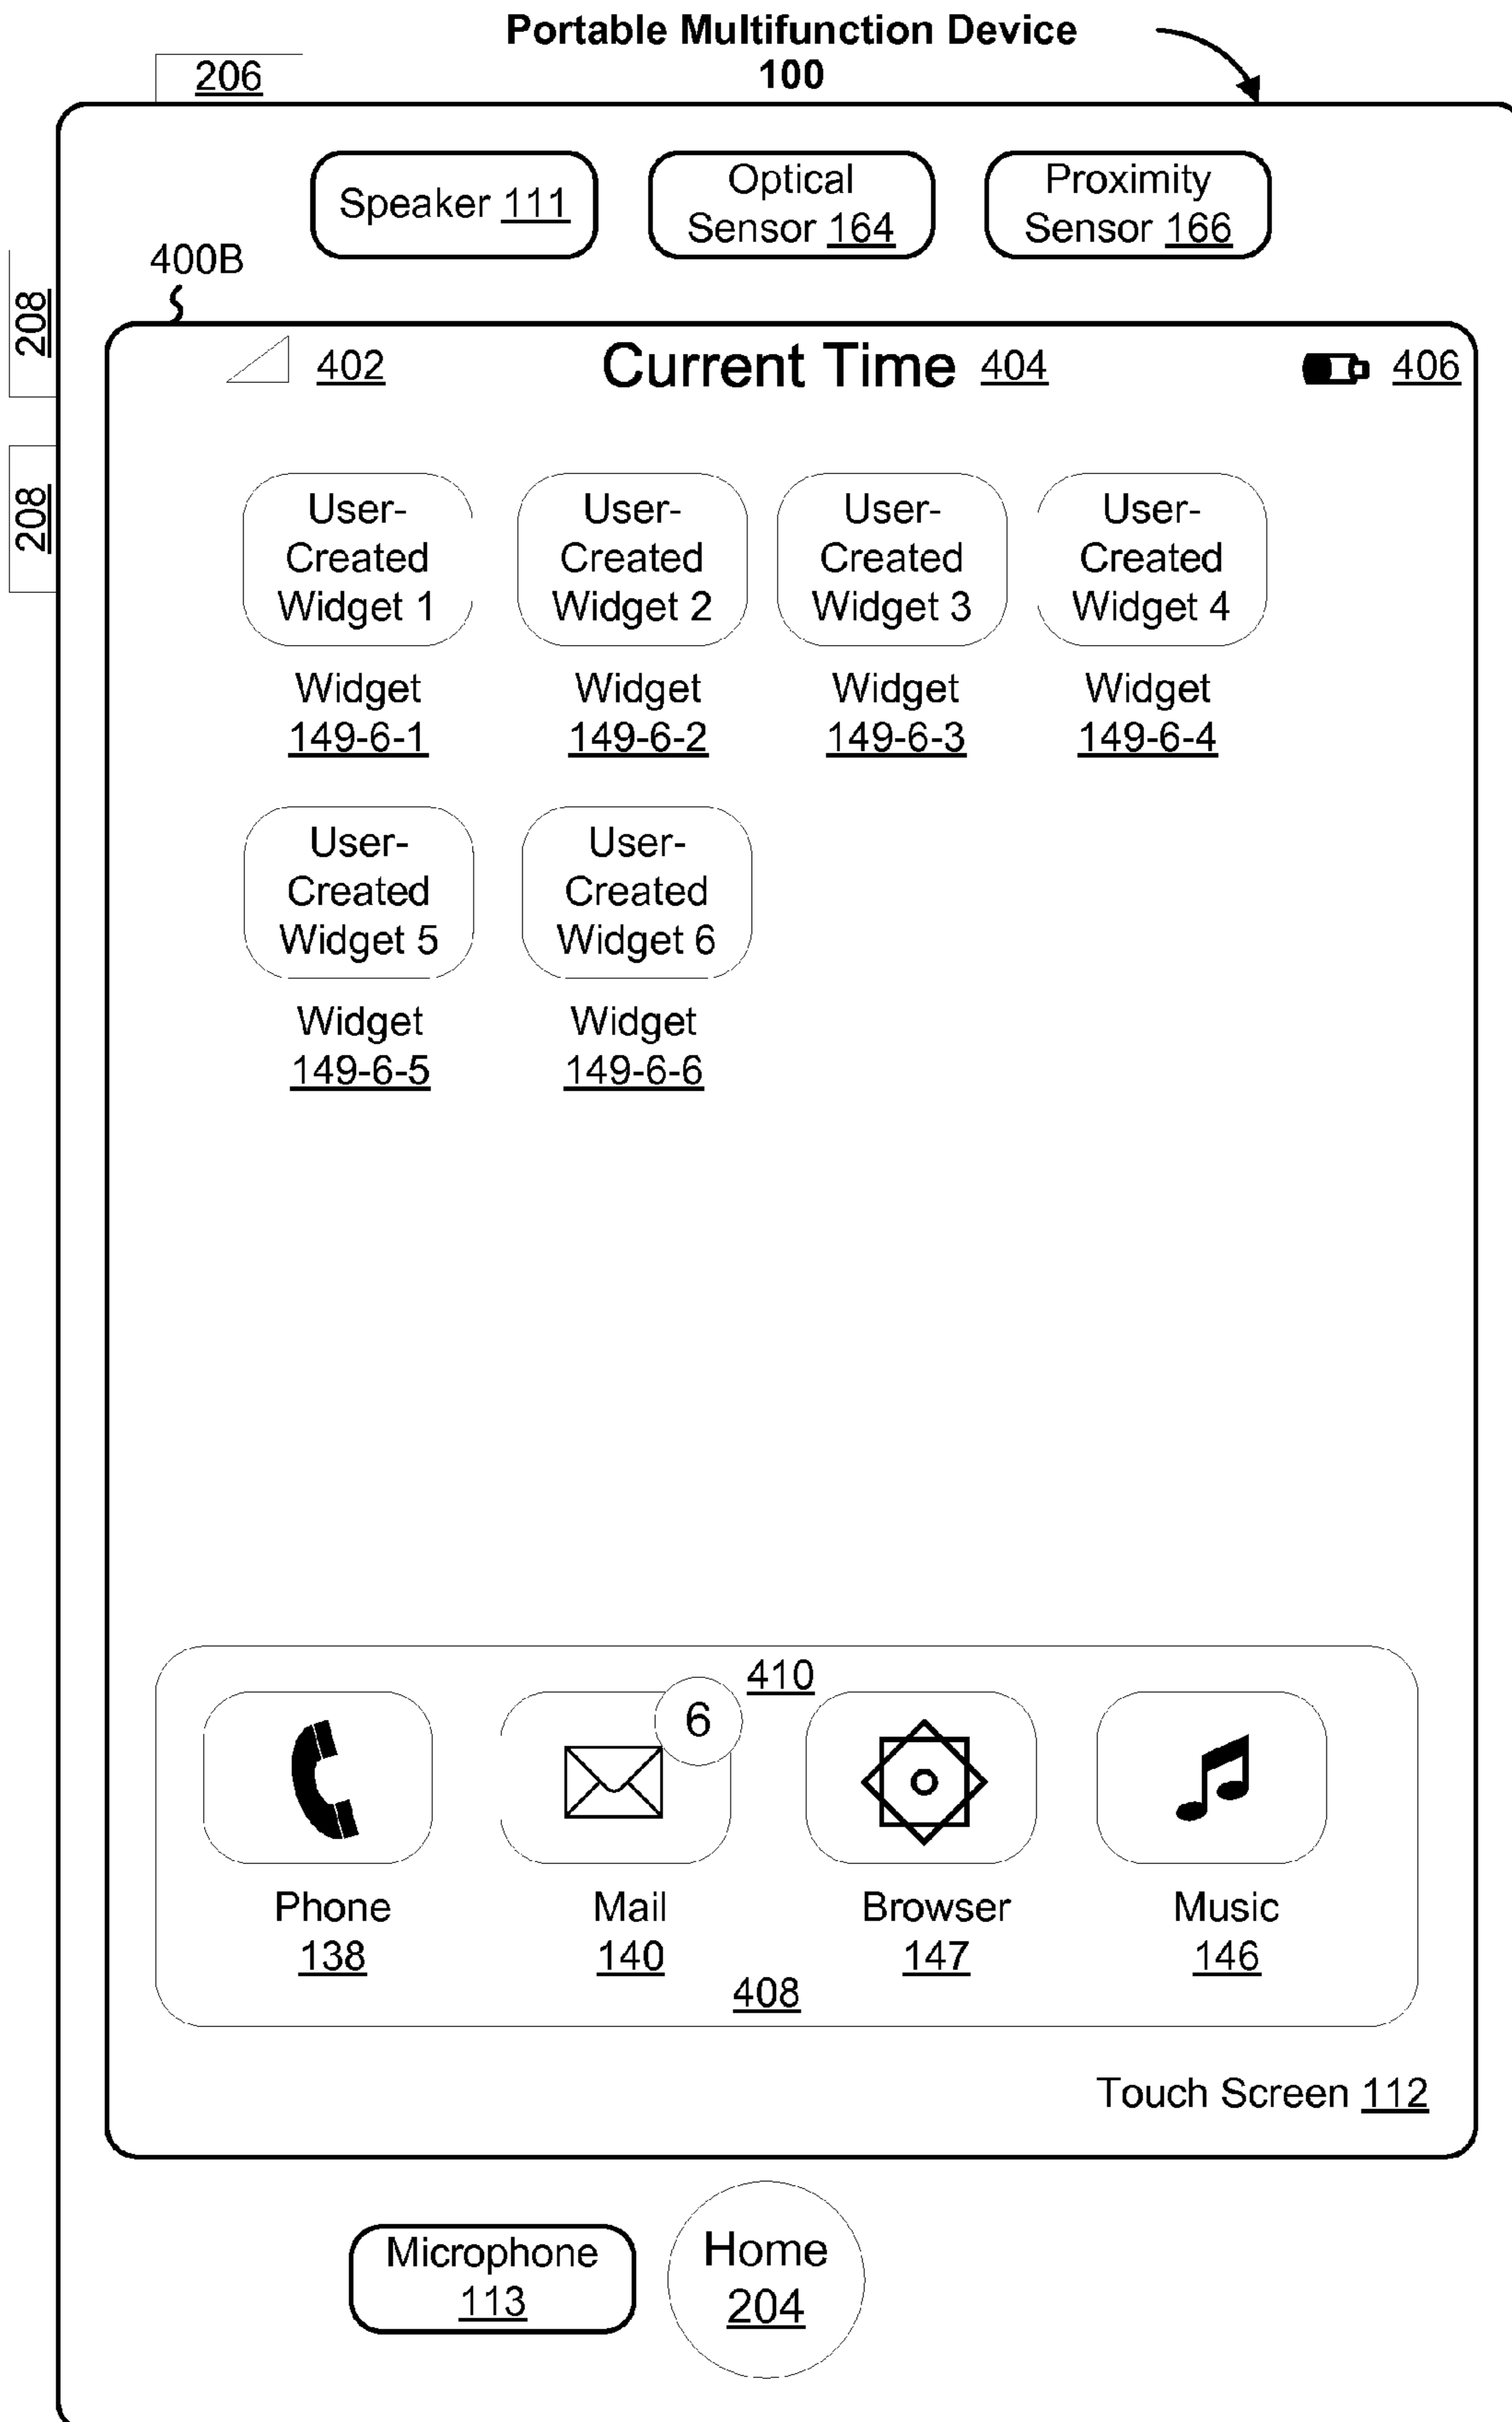 Portable Multifunction Device
100
206
Speaker 111
Optical
Sensor 164
Proximity
Sensor 166
400B
208
208
402
Current Time 404
406
User-
Created
Widget 1
User-
Created
Widget 2
User-
Created
Widget 3
User-
Created
Widget 4
Widget
149-6-1
Widget
149-6-2
Widget
149-6-3
Widget
149-6-4
User-
Created
Widget 5
User-
Created
Widget 6
Widget
149-6-5
Widget
149-6-6
410
6
Phone
138
Mail
140
Browser
147
Music
146
408
Touch Screen 112
Microphone
113
Home
204